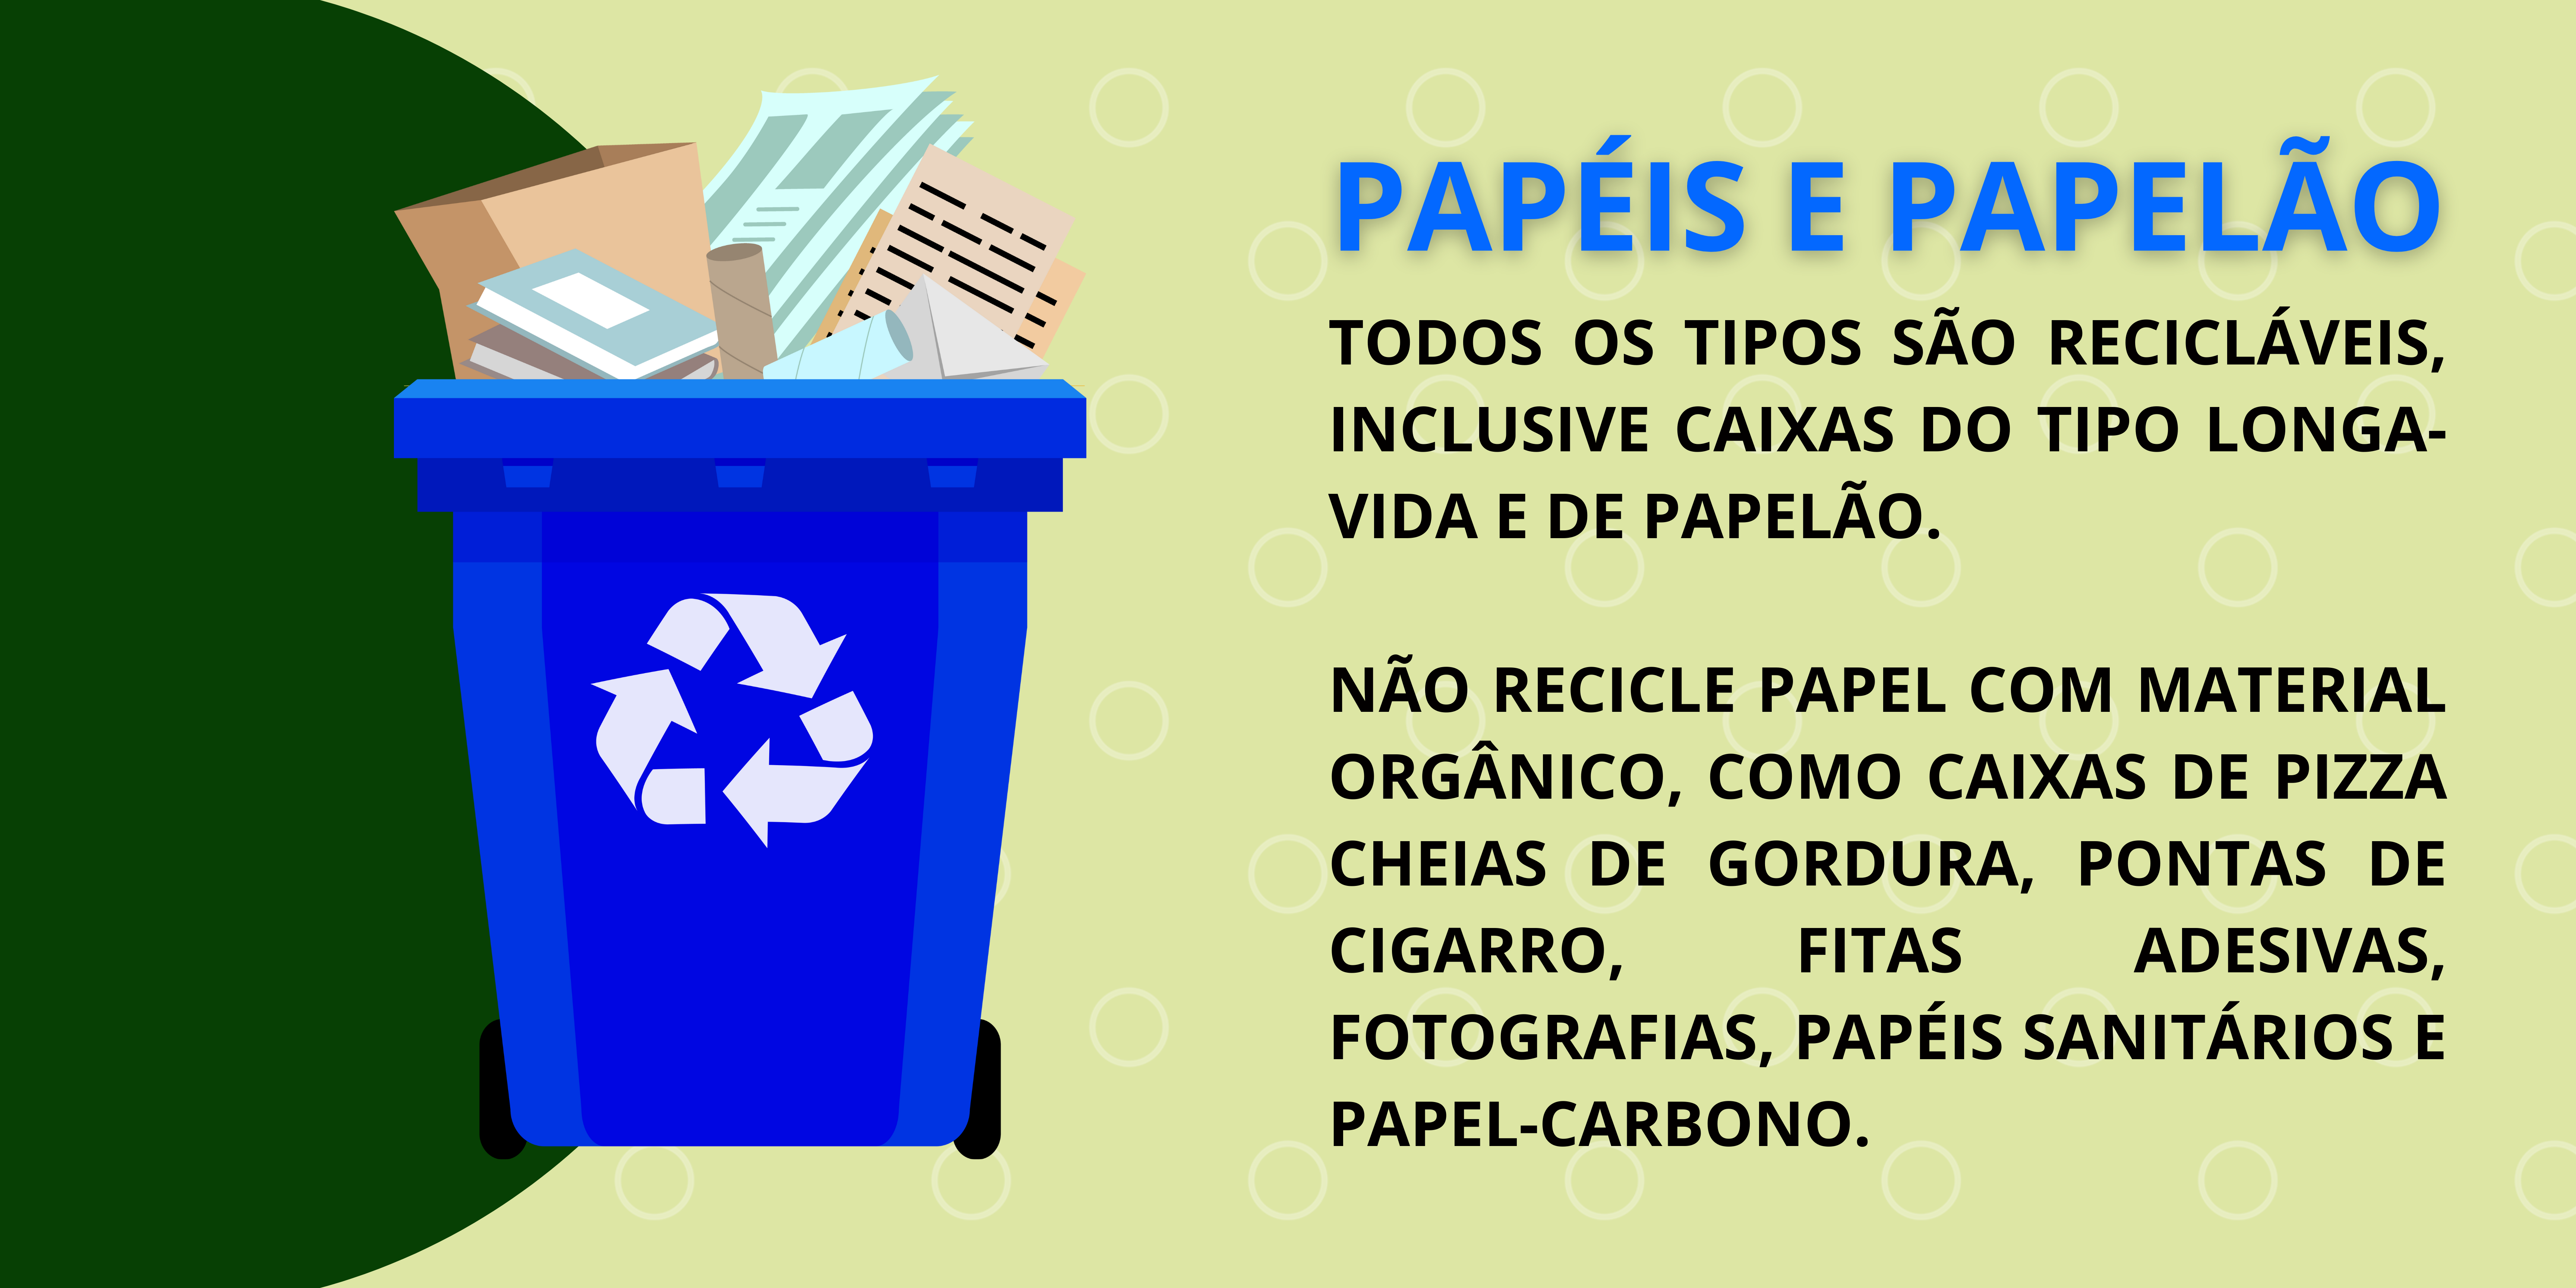 PAPÉIS E PAPELÃO
TODOS OS TIPOS SÃO RECICLÁVEIS,
INCLUSIVE CAIXAS DO TIPO LONGA-
VIDA E DE PAPELÃO.
NÃO RECICLE PAPEL COM MATERIAL
ORGÂNICO, COMO CAIXAS DE PIZZA
CHEIAS DE GORDURA, PONTAS DE
CIGARRO, FITAS ADESIVAS,
FOTOGRAFIAS, PAPÉIS SANITÁRIOS E
PAPEL-CARBONO.